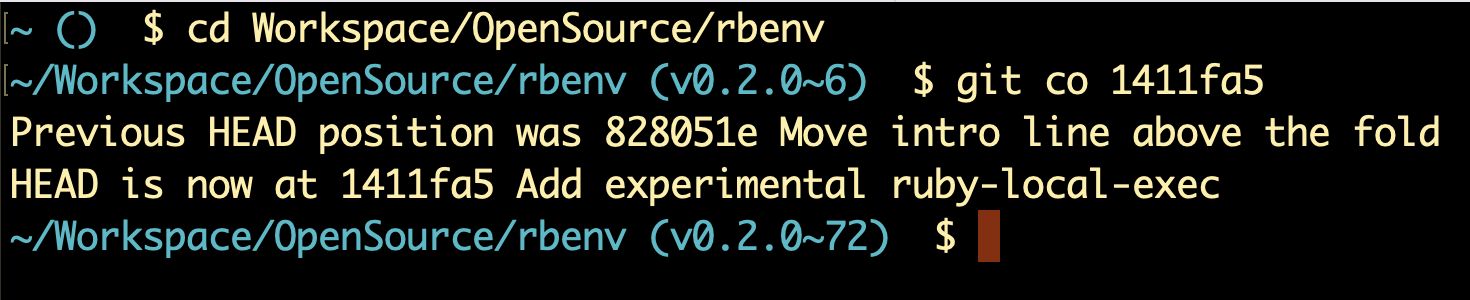 ~ ()  $ cd Workspace/OpenSource/rbenv
~/Workspace/OpenSource/rbenv (v0.2.0~6)  $ git co 1411fa5
Previous HEAD position was 828051e Move intro line above the fold
HEAD is now at 1411fa5 Add experimental ruby-local-exec
~/Workspace/OpenSource/rbenv (v0.2.0~72)  $